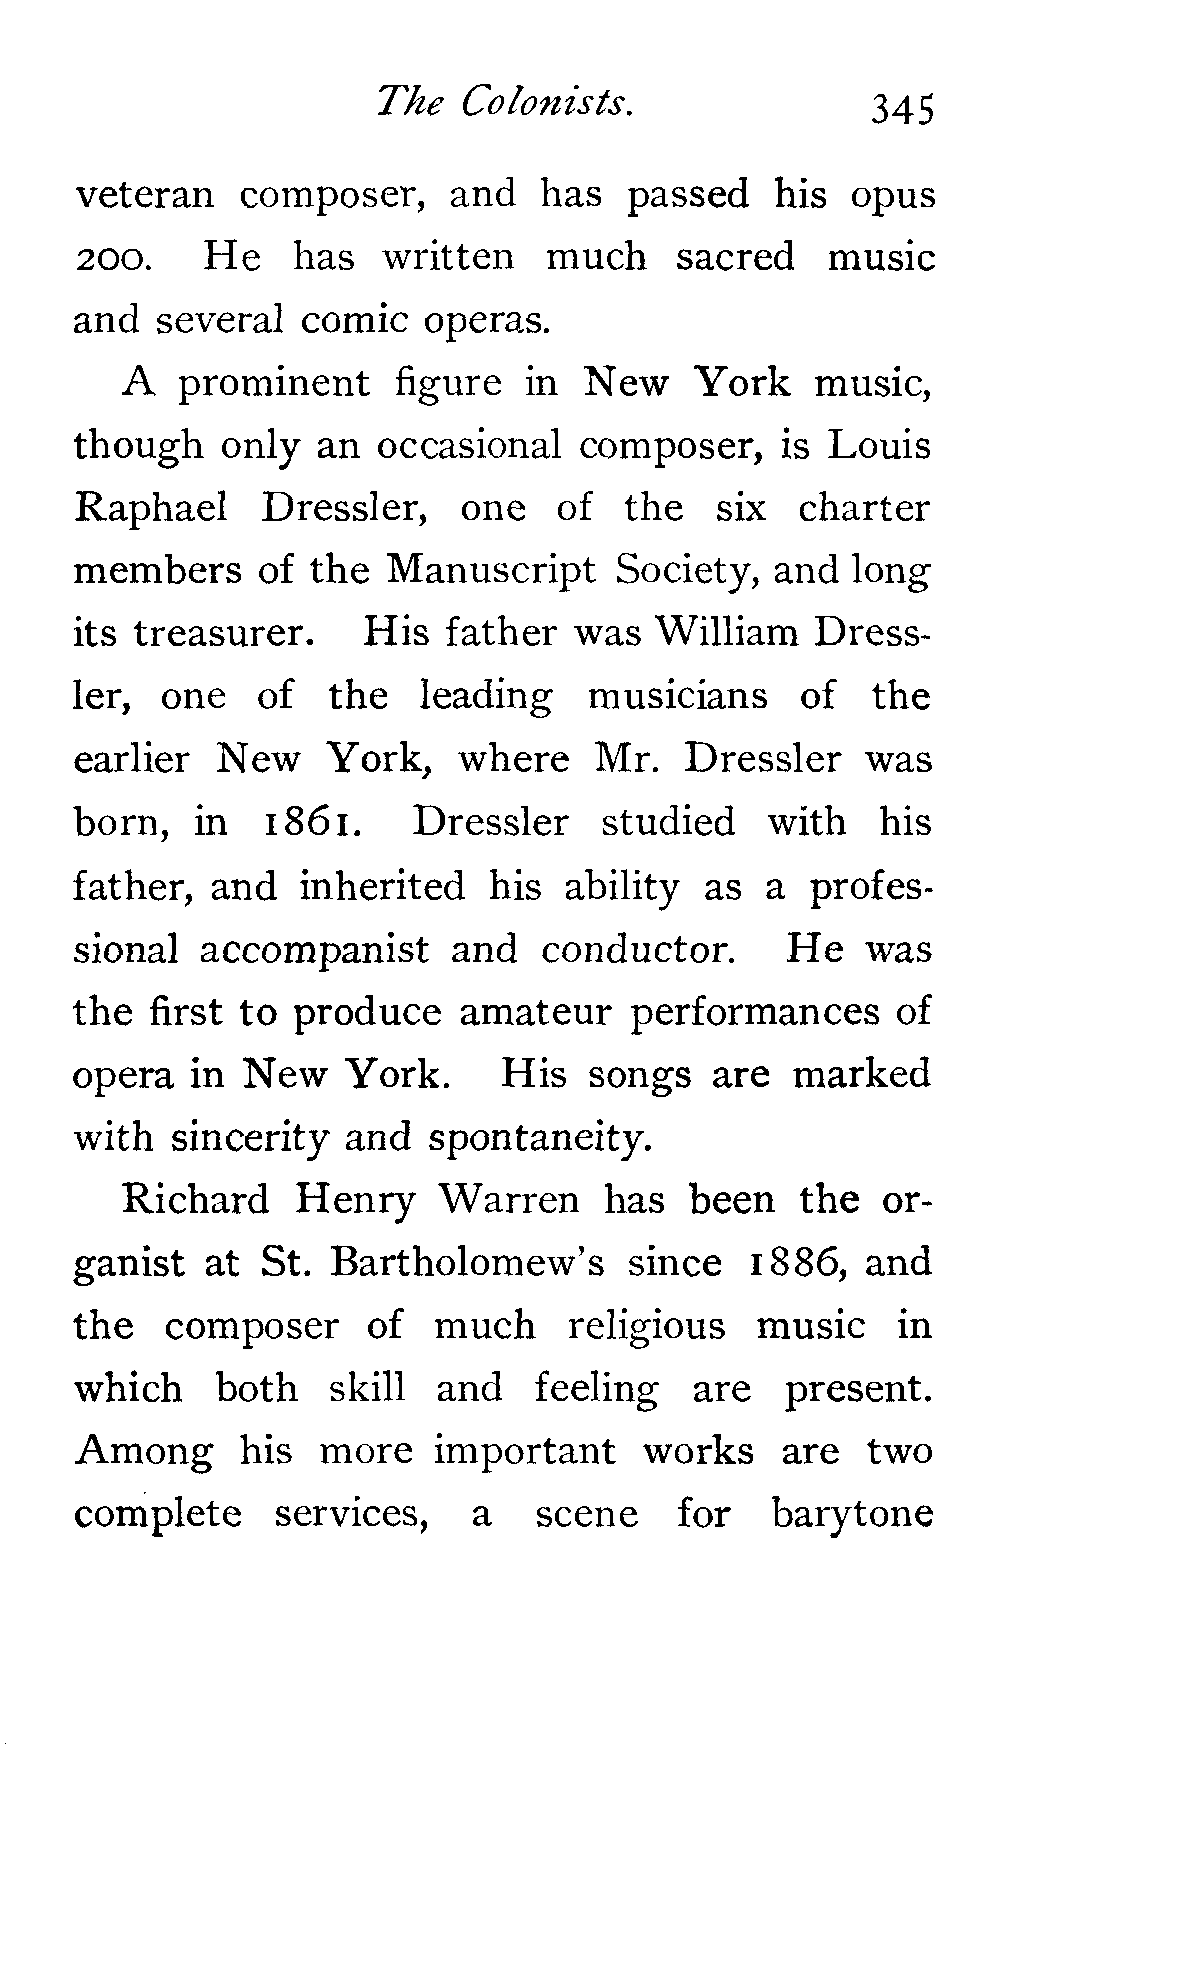 The Colonists. 345
veteran composer, and has passed his opus
200. He has written much sacred music
and several comic operas.
A prominent figure in New York music,
though only an occasional composer, is Louis
Raphael Dressler, one of the six charter
members of the Manuscript Society, and long
its treasurer. His father was William Dress-
ler, one of the leading musicians of the
earlier New York, where Mr. Dressler was
born, in 1861. Dressler studied with his
father, and inherited his ability as a profes-
sional accompanist and conductor. He was
the first to produce amateur performances of
opera in New York. His songs are marked
with sincerity and spontaneity.
Richard Henry Warren has been the or-
ganist at St. Bartholomew's since 1886, and
the composer of much religious music in
which both skill and feeling are present.
Among his more important works are two
complete services, a scene for barytone